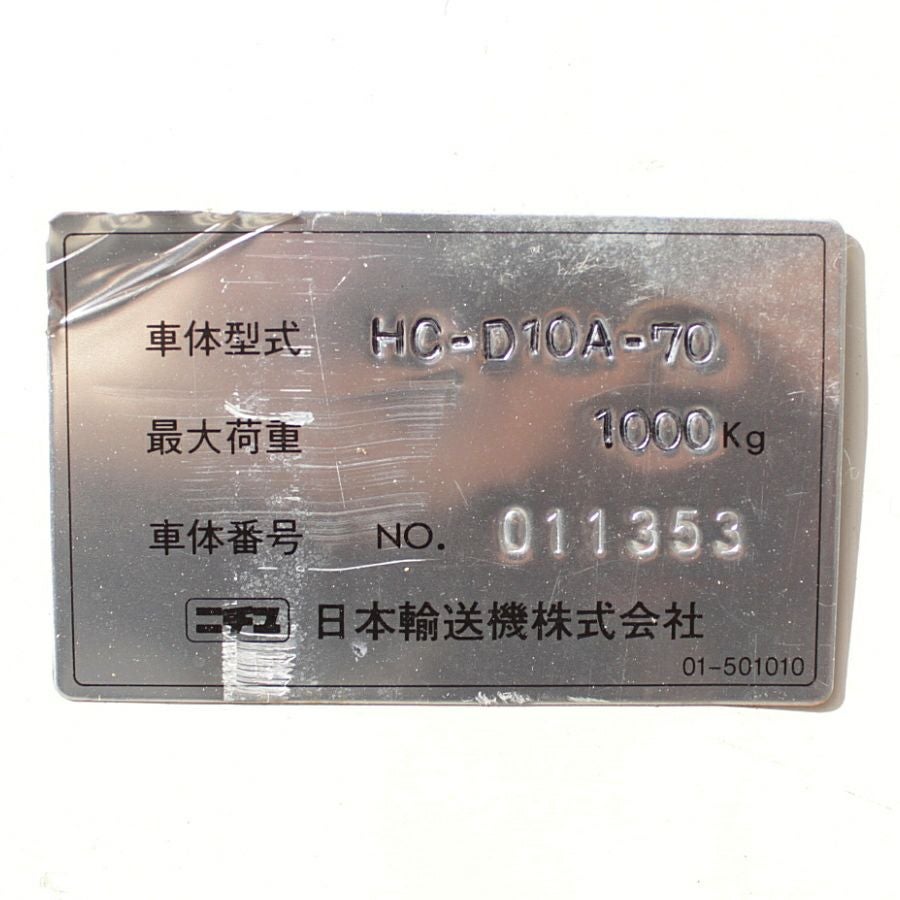 車体型式 HC-D10A-70
最大荷重 1000Kg
車体番号 NO. 011353
ニチユ 日本輸送機株式会社
01-501010